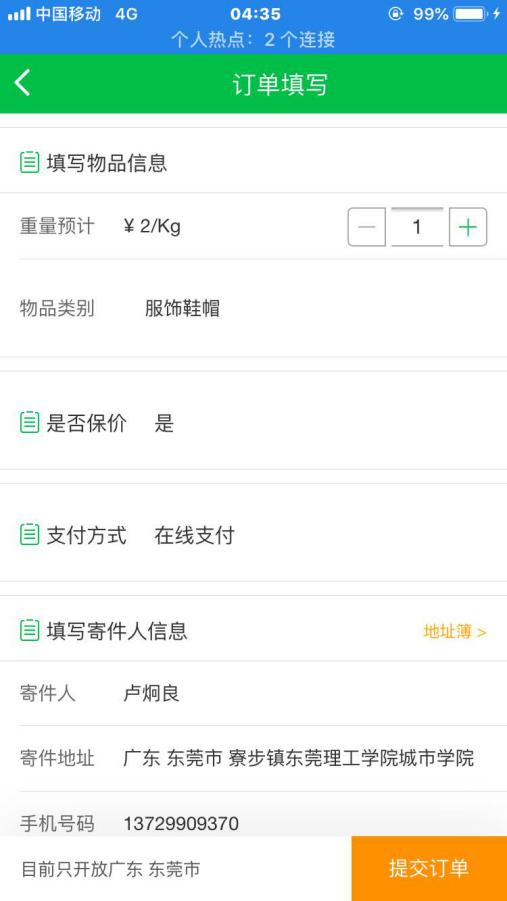 中国移动 4G 04:35 99%
个人热点：2 个连接
订单填写
填写物品信息
重量预计 ¥ 2/Kg 1
物品类别 服饰鞋帽
是否保价 是
支付方式 在线支付
填写寄件人信息 地址簿 >
寄件人 卢炯良
寄件地址 广东 东莞市 寮步镇东莞理工学院城市学院
手机号码 13729909370
目前只开放广东 东莞市 提交订单